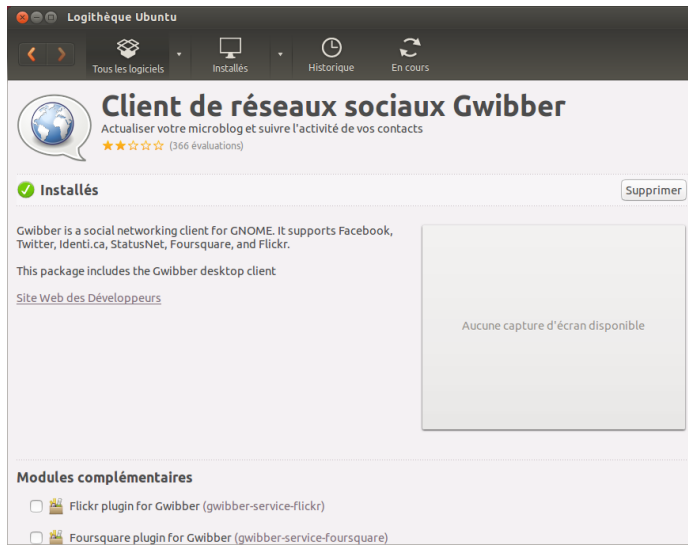 Logithèque Ubuntu
Tous les logiciels
Installés
Historique
En cours
Client de réseaux sociaux Gwibber
Actualiser votre microblog et suivre l'activité de vos contacts
(366 évaluations)
Installés
Supprimer
Gwibber is a social networking client for GNOME. It supports Facebook,
Twitter, Identi.ca, StatusNet, Foursquare, and Flickr.
This package includes the Gwibber desktop client
Site Web des Développeurs
Aucune capture d'écran disponible
Modules complémentaires
Flickr plugin for Gwibber (gwibber-service-flickr)
Foursquare plugin for Gwibber (gwibber-service-foursquare)